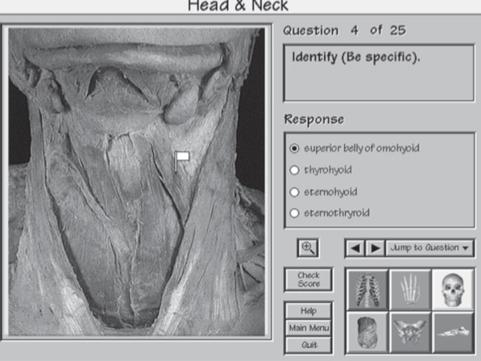 Head & Neck
Question 4 of 25
Identify (Be specific).
Response
superior belly of omohyoid
thyrohyoid
sternohyoid
sternothryroid
Jump to Question
Check
Score
Help
Main Menu
Quit